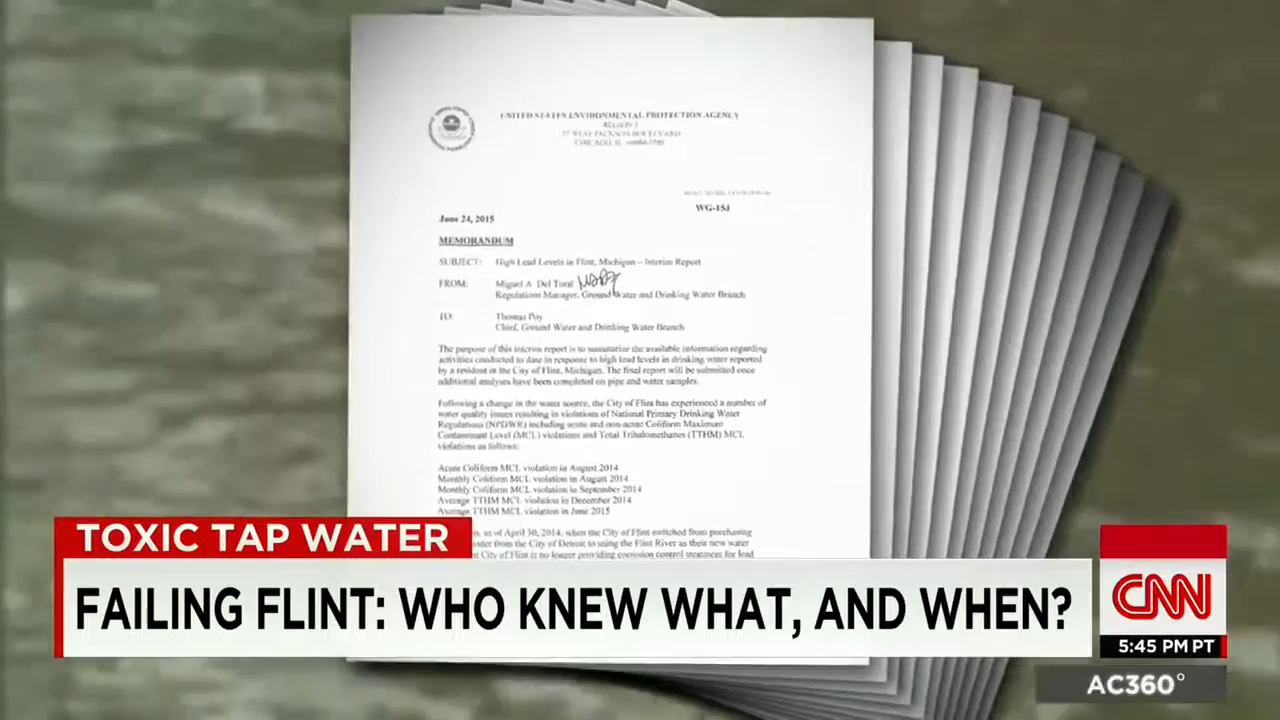 UNITED STATES ENVIRONMENTAL PROTECTION AGENCY
REGION 5
77 WEST JACKSON BOULEVARD
CHICAGO, IL 60604-3590
WG-15J
June 24, 2015
MEMORANDUM
SUBJECT: High Lead Levels in Flint, Michigan – Interim Report
FROM: Miguel A. Del Toral
Regulations Manager, Ground Water and Drinking Water Branch
TO: Thomas Poy
Chief, Ground Water and Drinking Water Branch
The purpose of this interim report is to summarize the available information regarding
activities conducted to date in response to high lead levels in drinking water reported
by a resident in the City of Flint, Michigan. The final report will be submitted once
additional analyses have been completed on pipe and water samples.
Following a change in the water source, the City of Flint has experienced a number of
water quality issues resulting in violations of National Primary Drinking Water
Regulations (NPDWR) including acute and non-acute Coliform Maximum
Contaminant Level (MCL) violations and Total Trihalomethanes (TTHM) MCL
violations as follows:
Acute Coliform MCL violation in August 2014
Monthly Coliform MCL violation in August 2014
Monthly Coliform MCL violation in September 2014
Average TTHM MCL violation in December 2014
Average TTHM MCL violation in June 2015
as of April 30, 2014, when the City of Flint switched from purchasing
from the City of Detroit to using the Flint River as their new water
City of Flint is no longer providing corrosion control treatment for lead
TOXIC TAP WATER
FAILING FLINT: WHO KNEW WHAT, AND WHEN?
CNN
5:45 PM PT
AC360°